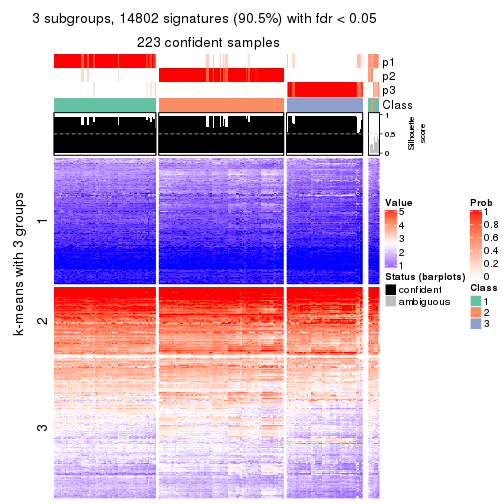 3 subgroups, 14802 signatures (90.5%) with fdr < 0.05
223 confident samples
p1
p2
p3
Class
1
0.5
0
Silhouette
score
k-means with 3 groups
1
2
3
Value
5
4
3
2
1
Status (barplots)
confident
ambiguous
Prob
1
0.8
0.6
0.4
0.2
0
Class
1
2
3